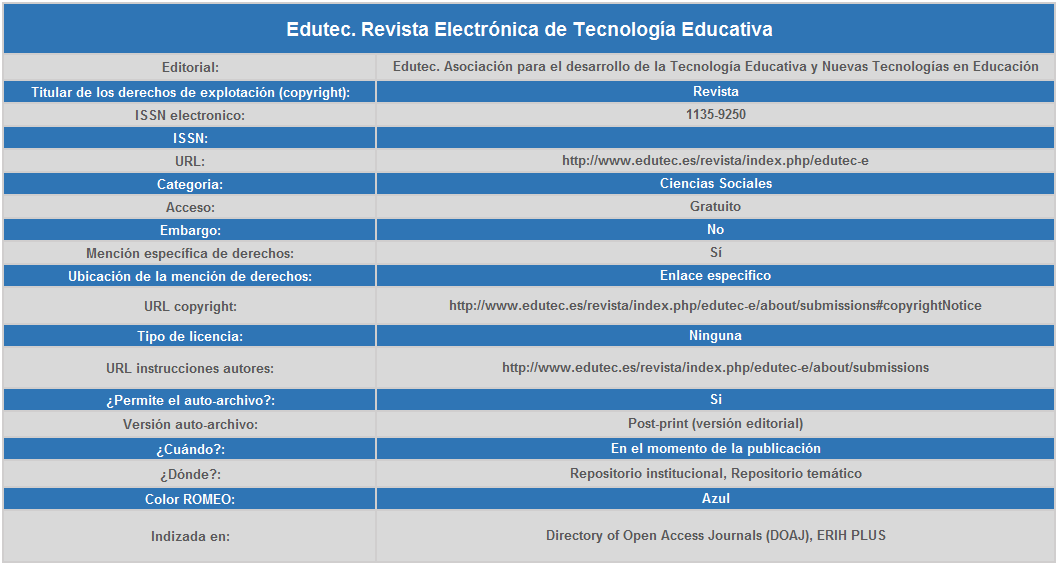 Edutec. Revista Electrónica de Tecnología Educativa
Editorial: Edutec. Asociación para el desarrollo de la Tecnología Educativa y Nuevas Tecnologías en Educación
Titular de los derechos de explotación (copyright): Revista
ISSN electronico: 1135-9250
ISSN:
URL: http://www.edutec.es/revista/index.php/edutec-e
Categoria: Ciencias Sociales
Acceso: Gratuito
Embargo: No
Mención específica de derechos: Sí
Ubicación de la mención de derechos: Enlace especifico
URL copyright: http://www.edutec.es/revista/index.php/edutec-e/about/submissions#copyrightNotice
Tipo de licencia: Ninguna
URL instrucciones autores: http://www.edutec.es/revista/index.php/edutec-e/about/submissions
¿Permite el auto-archivo?: Si
Versión auto-archivo: Post-print (versión editorial)
¿Cuándo?: En el momento de la publicación
¿Dónde?: Repositorio institucional, Repositorio temático
Color ROMEO: Azul
Indizada en: Directory of Open Access Journals (DOAJ), ERIH PLUS